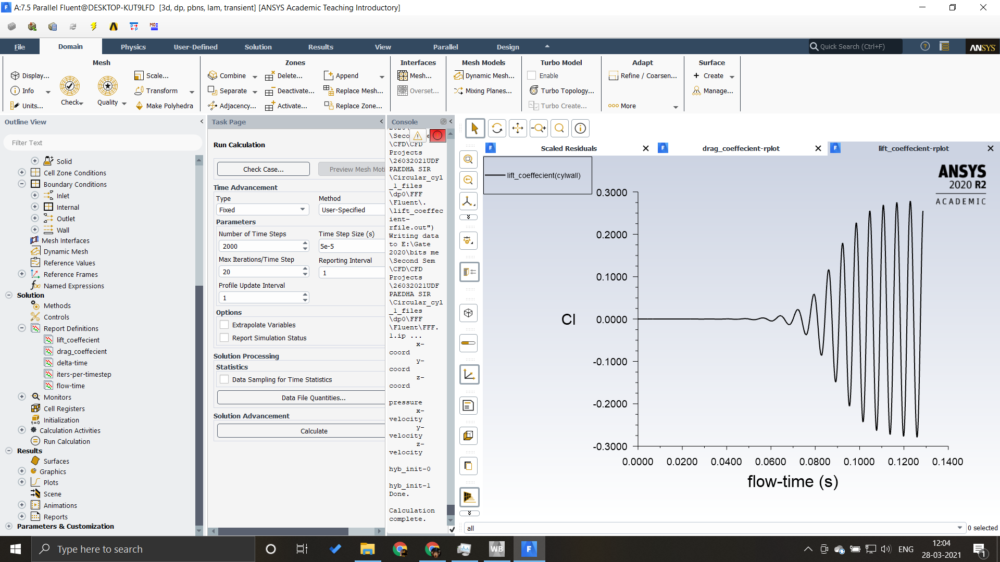 A:7.5 Parallel Fluent@DESKTOP-KUT9LFD [3d, dp, pbns, lam, transient] [ANSYS Academic Teaching Introductory]
File Domain Physics User-Defined Solution Results View Parallel Design Quick Search (Ctrl+F) ANSYS
Mesh Zones Interfaces Mesh Models Turbo Model Adapt Surface
Display... Scale... Combine Delete... Append Mesh... Dynamic Mesh... Enable Refine / Coarsen... Create
Info Transform Separate Deactivate... Replace Mesh... Overset... Mixing Planes... Turbo Topology... Manage...
Check Quality
Units... Make Polyhedra Adjacency... Activate... Replace Zone... Turbo Create... More
Outline View
Filter Text
Solid
Cell Zone Conditions
Boundary Conditions
Inlet
Internal
Outlet
Wall
Mesh Interfaces
Dynamic Mesh
Reference Values
Reference Frames
Named Expressions
Solution
Methods
Controls
Report Definitions
lift_coeffecient
drag_coeffecient
delta-time
iters-per-timestep
flow-time
Monitors
Cell Registers
Initialization
Calculation Activities
Run Calculation
Results
Surfaces
Graphics
Plots
Scene
Animations
Reports
Parameters & Customization
Task Page
Run Calculation
Check Case... Preview Mesh Moti
Time Advancement
Type Method
Fixed User-Specified
Parameters
Number of Time Steps Time Step Size (s)
2000 5e-5
Max Iterations/Time Step Reporting Interval
20 1
Profile Update Interval
1
Options
Extrapolate Variables
Report Simulation Status
Solution Processing
Statistics
Data Sampling for Time Statistics
Data File Quantities...
Solution Advancement
Calculate
Console
\CFD\CFD
Projects
\26032021UDF
PAEDHA SIR
\Circular_cyl
_1_files
\dp0\FFF
\Fluent\.
\lift_coeffec
ient-
rfile.out")
Writing data
to E:\Gate
2020\bits me
\Second Sem
\CFD\CFD
Projects
\26032021UDF
PAEDHA SIR
\Circular_cyl
_1_files
\dp0\FFF
\Fluent\FFF.
1.ip ...
x-
coord
y-
coord
z-
coord
pressure
x-
velocity
y-
velocity
z-
velocity
hyb_init-0
hyb_init-1
Done.
Calculation
complete.
Scaled Residuals drag_coeffecient-rplot lift_coeffecient-rplot
lift_coeffecient(cylwall)
ANSYS
2020 R2
ACADEMIC
0.3000
0.2000
0.1000
0.0000
-0.1000
-0.2000
-0.3000
Cl
0.0000 0.0200 0.0400 0.0600 0.0800 0.1000 0.1200 0.1400
flow-time (s)
all 0 selected
Type here to search
WB
ENG
12:04
28-03-2021
1